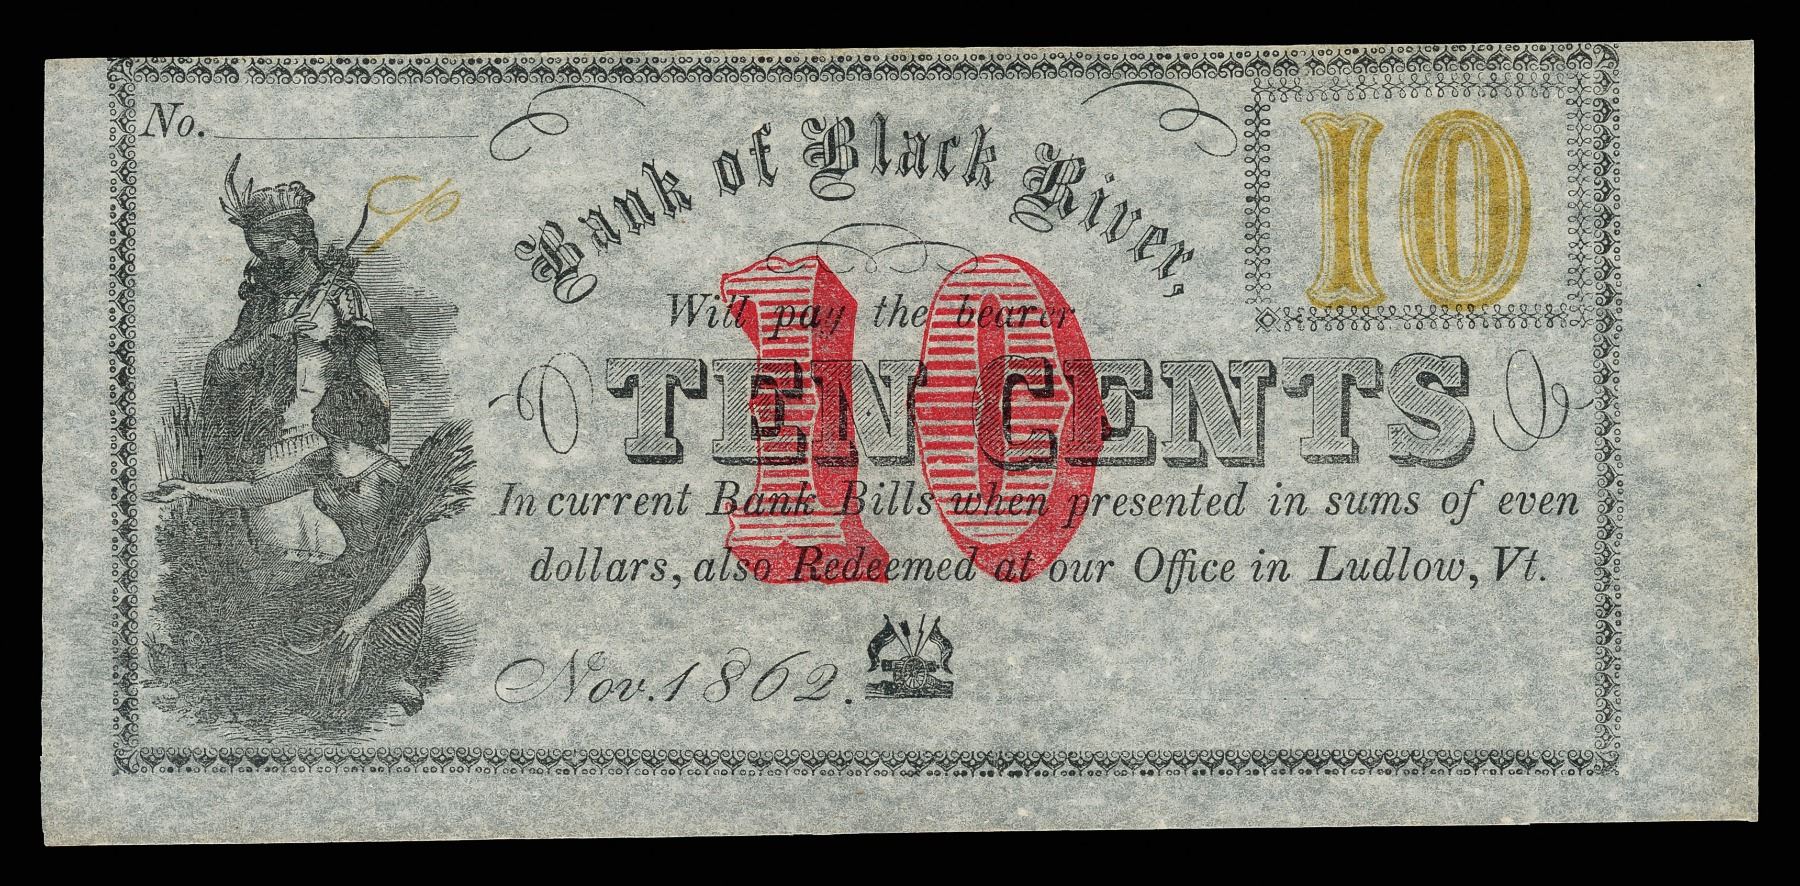 No.
10
Bank of Black River,
10
Will pay the bearer
TEN CENTS
In current Bank Bills when presented in sums of even
dollars, also Redeemed at our Office in Ludlow, Vt.
Nov. 1862.